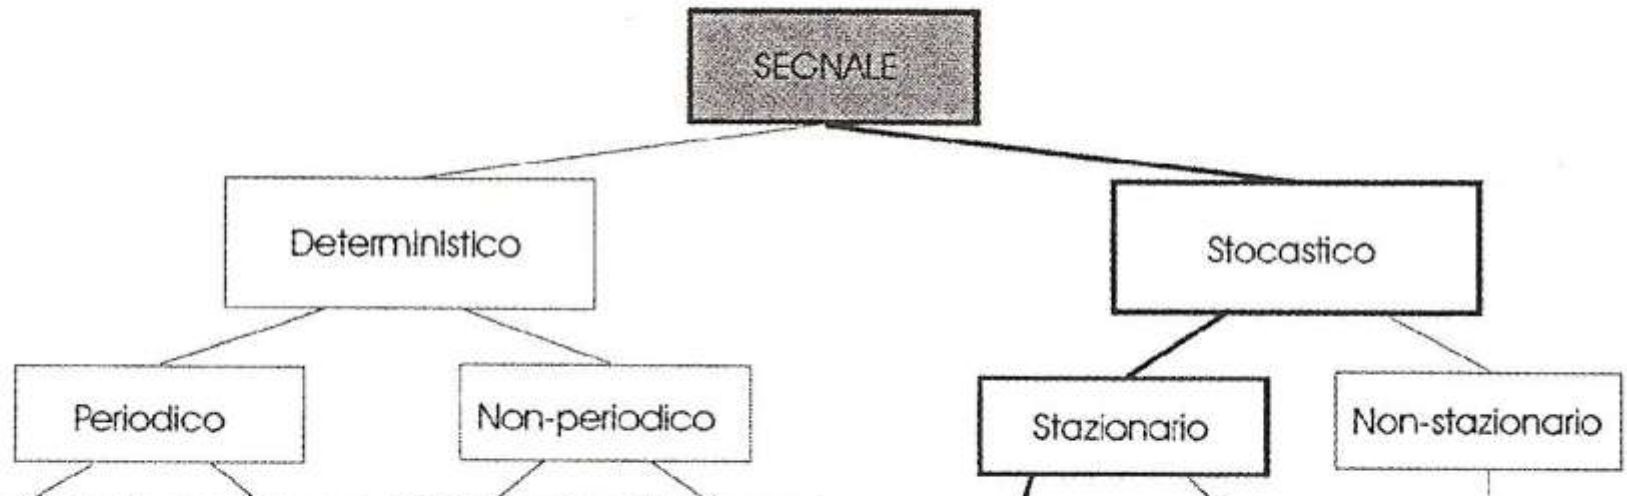 SEGNALE
Deterministico
Stocastico
Periodico
Non-periodico
Stazionario
Non-stazionario